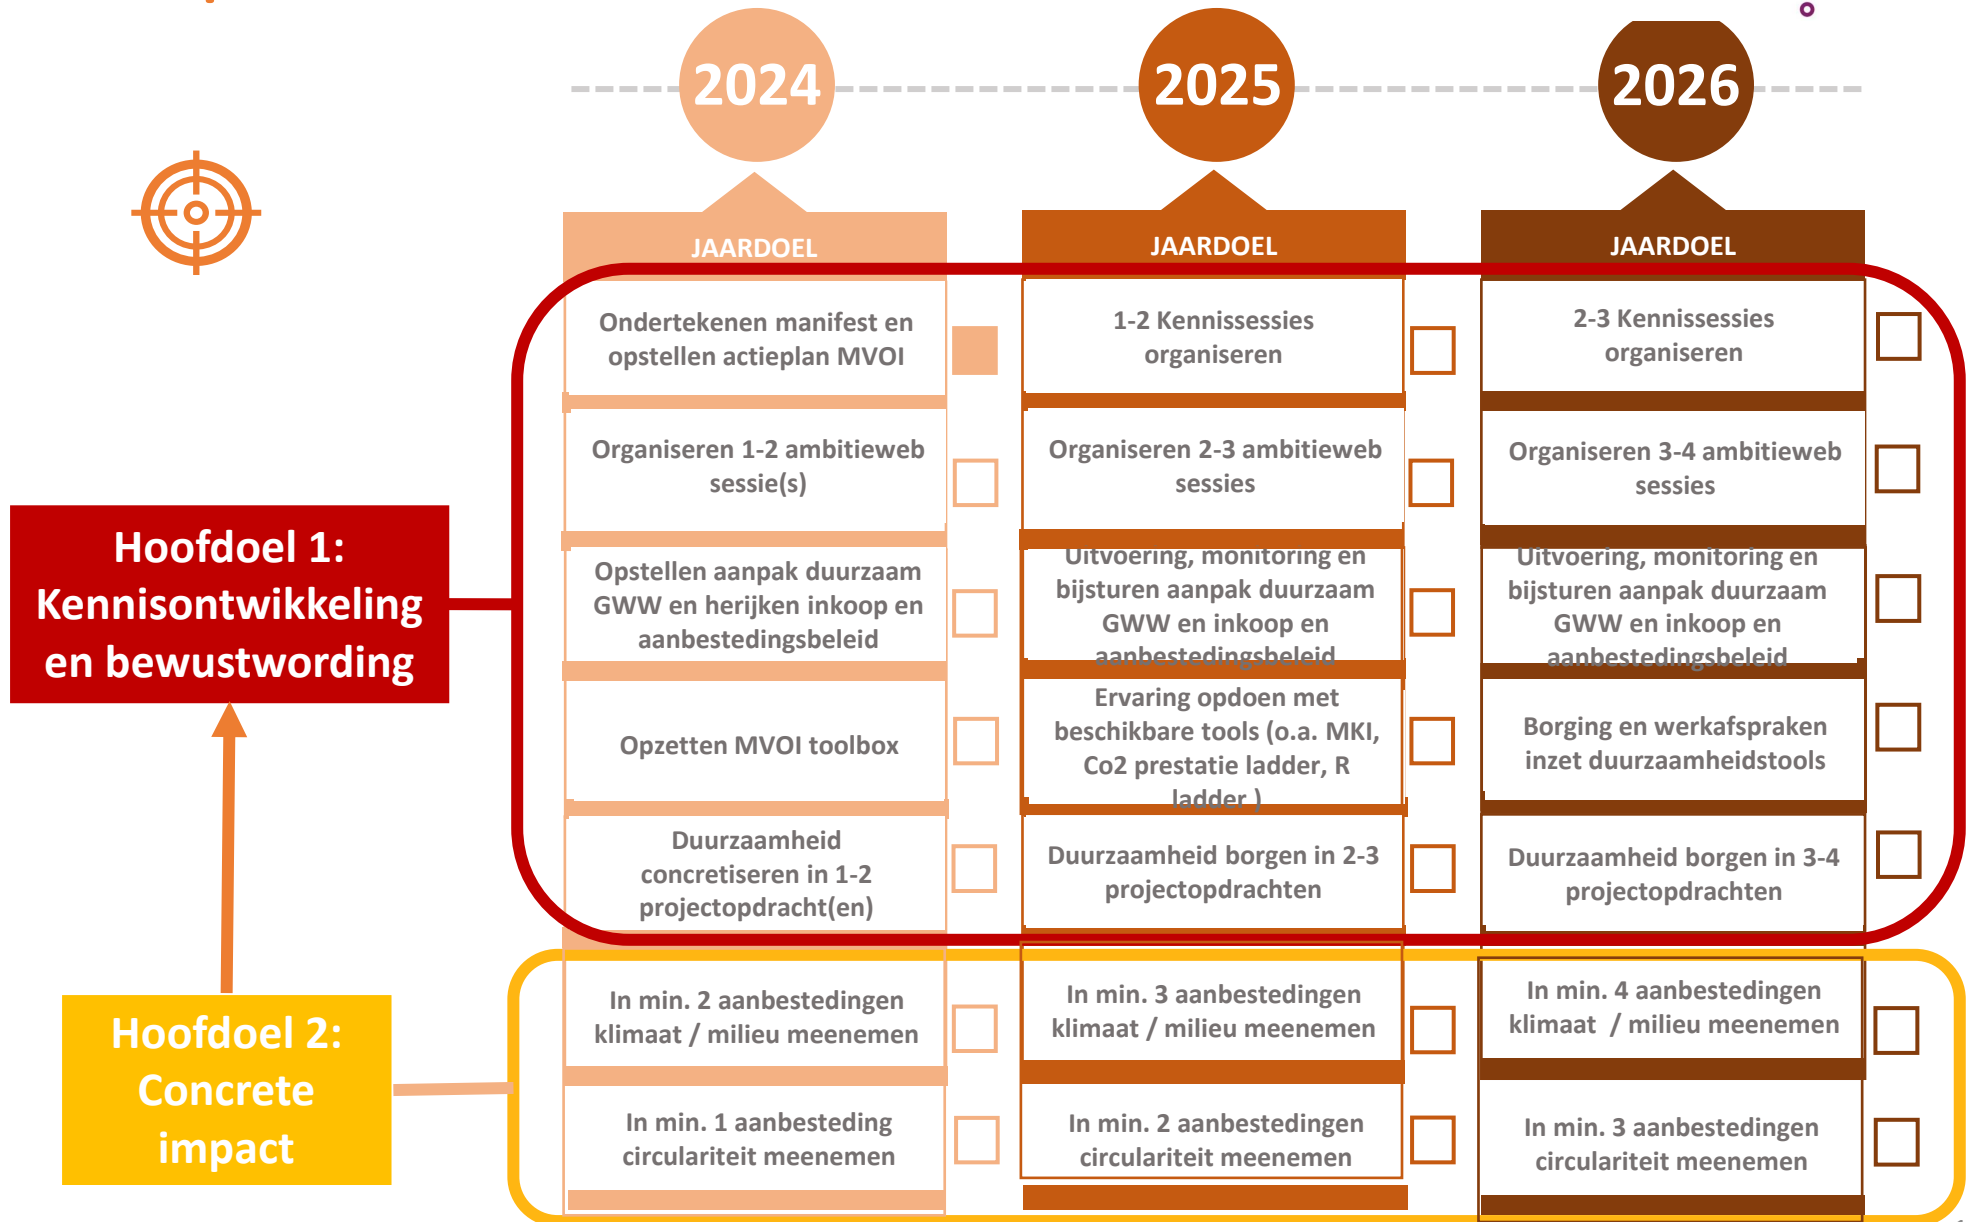 2024
2025
2026
JAARDOEL
JAARDOEL
JAARDOEL
Hoofdoel 1:
Kennisontwikkeling
en bewustwording
Ondertekenen manifest en
opstellen actieplan MVOI
1-2 Kennissessies
organiseren
2-3 Kennissessies
organiseren
Organiseren 1-2 ambitieweb
sessie(s)
Organiseren 2-3 ambitieweb
sessies
Organiseren 3-4 ambitieweb
sessies
Opstellen aanpak duurzaam
GWW en herijken inkoop en
aanbestedingsbeleid
Uitvoering, monitoring en
bijsturen aanpak duurzaam
GWW en inkoop en
aanbestedingsbeleid
Uitvoering, monitoring en
bijsturen aanpak duurzaam
GWW en inkoop en
aanbestedingsbeleid
Opzetten MVOI toolbox
Ervaring opdoen met
beschikbare tools (o.a. MKI,
Co2 prestatie ladder, R
ladder )
Borging en werkafspraken
inzet duurzaamheidstools
Duurzaamheid
concretiseren in 1-2
projectopdracht(en)
Duurzaamheid borgen in 2-3
projectopdrachten
Duurzaamheid borgen in 3-4
projectopdrachten
Hoofdoel 2:
Concrete
impact
In min. 2 aanbestedingen
klimaat / milieu meenemen
In min. 3 aanbestedingen
klimaat / milieu meenemen
In min. 4 aanbestedingen
klimaat  / milieu meenemen
In min. 1 aanbesteding
circulariteit meenemen
In min. 2 aanbestedingen
circulariteit meenemen
In min. 3 aanbestedingen
circulariteit meenemen